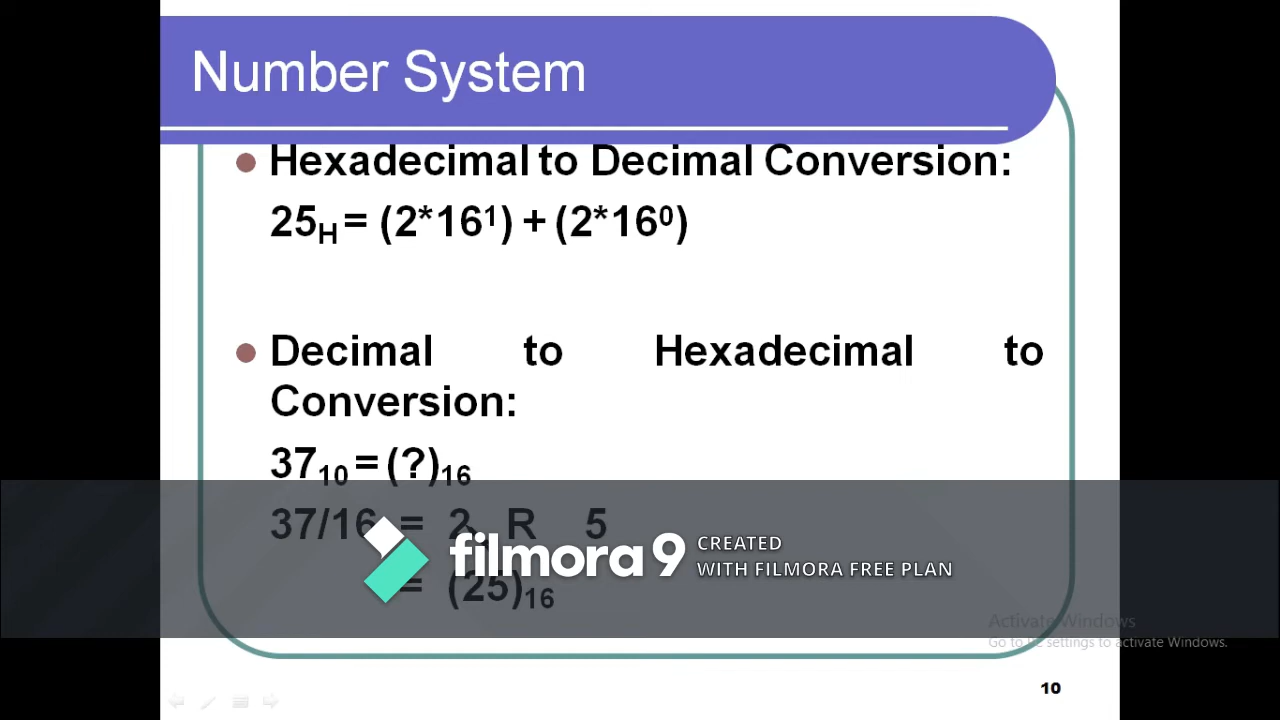 Number System
Hexadecimal to Decimal Conversion:
25H = (2*16¹) + (2*16⁰)
Decimal to Hexadecimal to
Conversion:
37₁₀ = (?)₁₆
37/16 = 2, R 5
= (25)₁₆
filmora9 CREATED
WITH FILMORA FREE PLAN
Activate Windows
Go to PC settings to activate Windows.
10